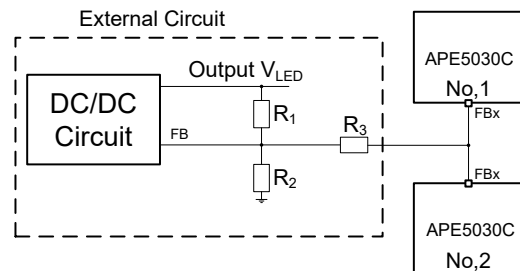 External Circuit
Output VLED
DC/DC
Circuit
FB
R1
R2
R3
APE5030C
No,1
FBx
FBx
APE5030C
No,2